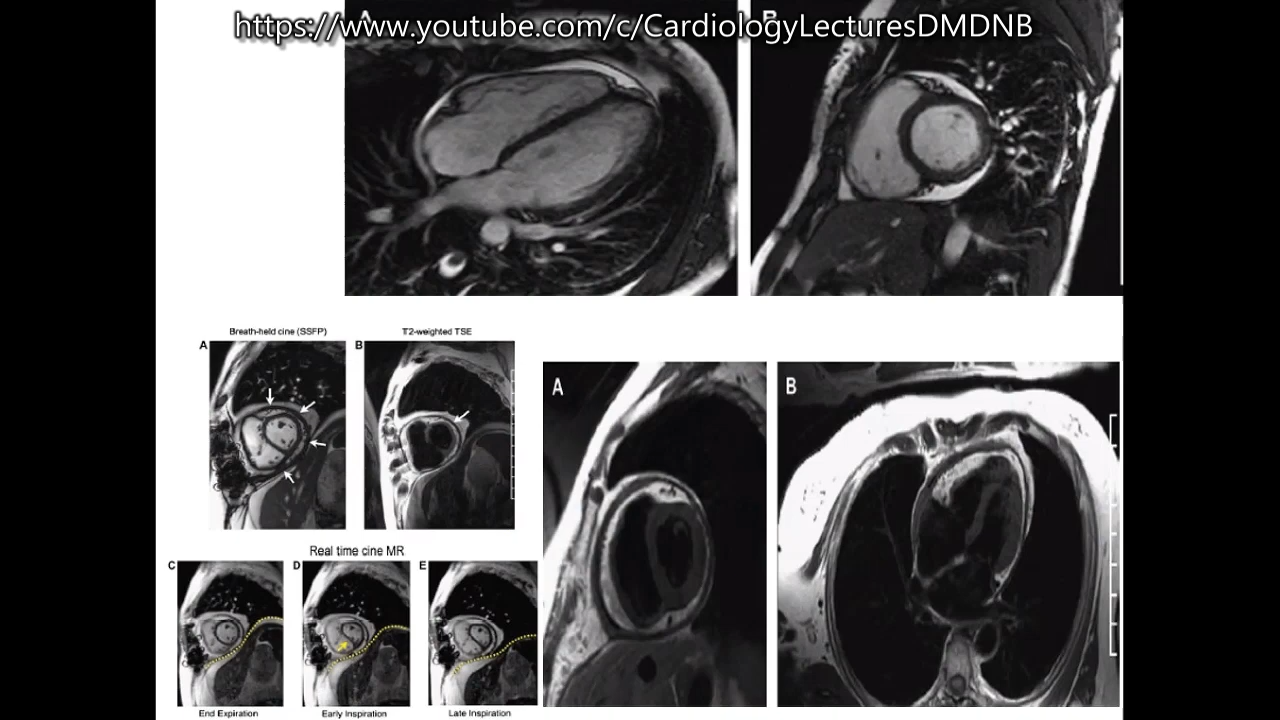 https://www.youtube.com/c/CardiologyLecturesDMDNB
A
B
Breath-held cine (SSFP)
T2-weighted TSE
A
B
A
B
Real time cine MR
C
D
E
End Expiration
Early Inspiration
Late Inspiration